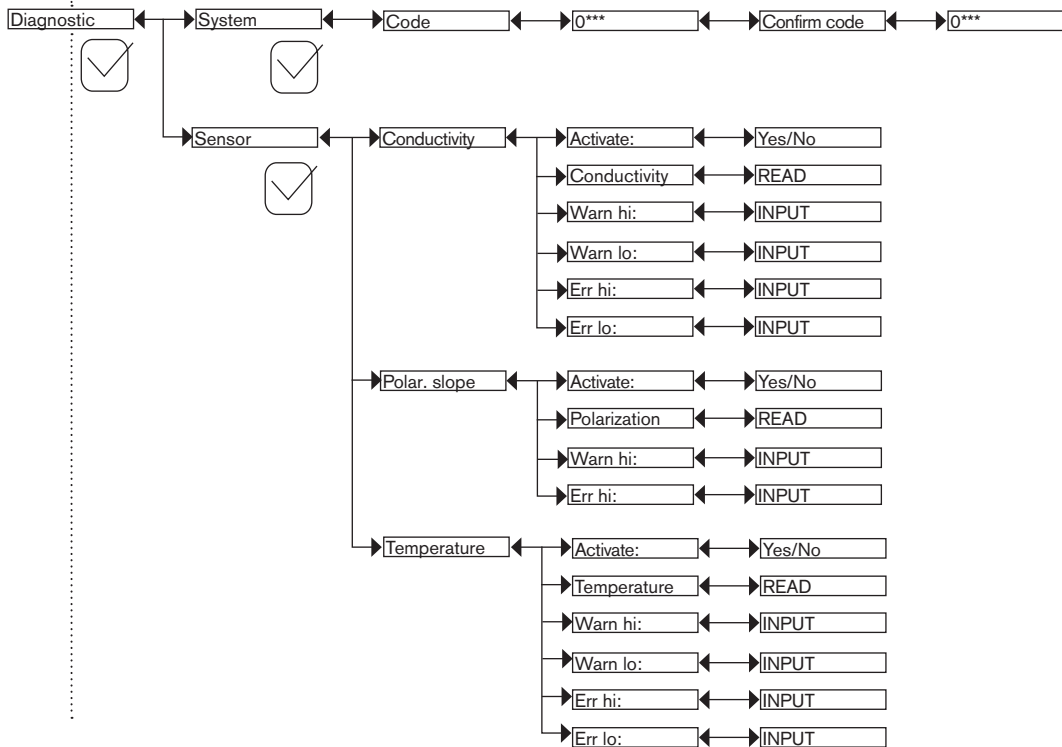 Diagnostic System Code 0*** Confirm code 0***
Sensor Conductivity Activate: Yes/No
Conductivity READ
Warn hi: INPUT
Warn lo: INPUT
Err hi: INPUT
Err lo: INPUT
Polar. slope Activate: Yes/No
Polarization READ
Warn hi: INPUT
Err hi: INPUT
Temperature Activate: Yes/No
Temperature READ
Warn hi: INPUT
Warn lo: INPUT
Err hi: INPUT
Err lo: INPUT